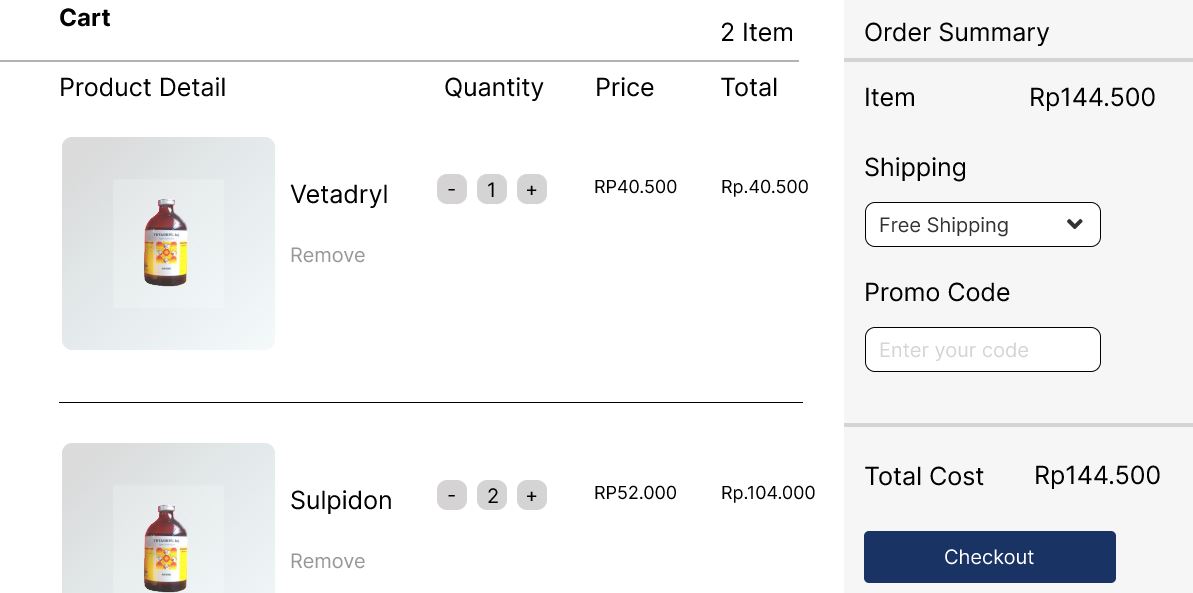 Cart
2 Item
Product Detail Quantity Price Total
Vetadryl - 1 + RP40.500 Rp.40.500
Remove
Sulpidon - 2 + RP52.000 Rp.104.000
Remove
Order Summary
Item Rp144.500
Shipping
Free Shipping
Promo Code
Enter your code
Total Cost Rp144.500
Checkout